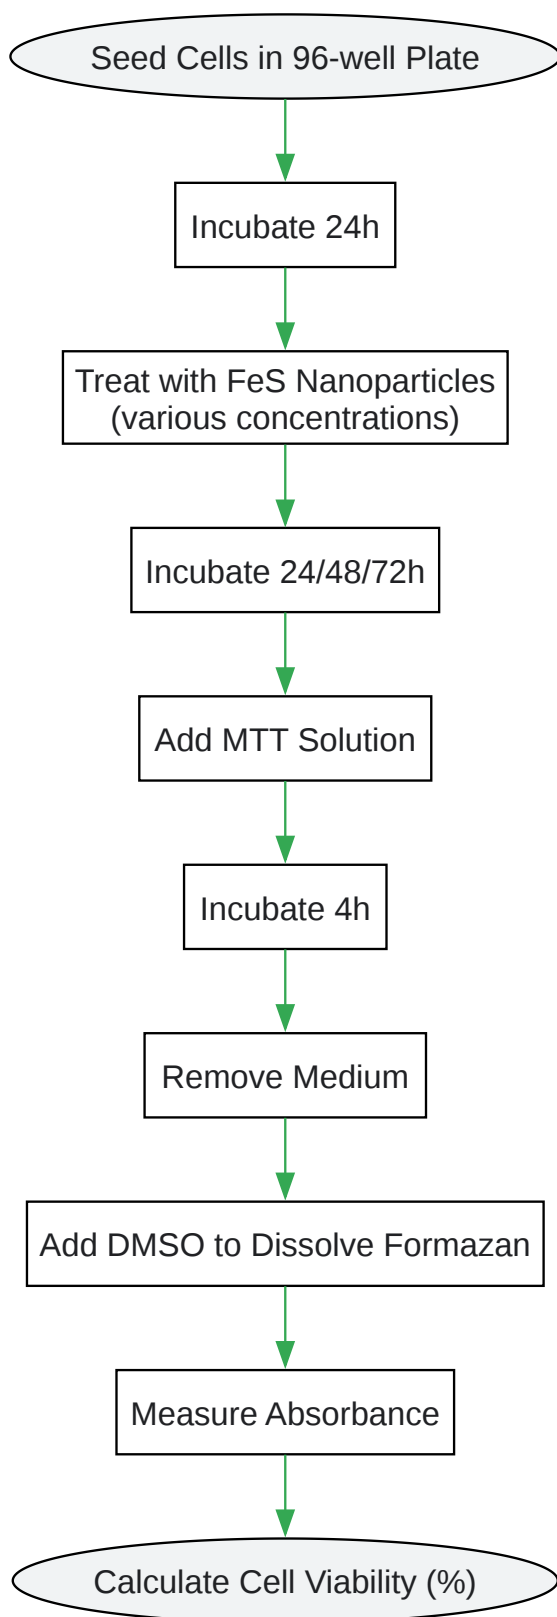 Seed Cells in 96-well Plate
Incubate 24h
Treat with FeS Nanoparticles
(various concentrations)
Incubate 24/48/72h
Add MTT Solution
Incubate 4h
Remove Medium
Add DMSO to Dissolve Formazan
Measure Absorbance
Calculate Cell Viability (%)